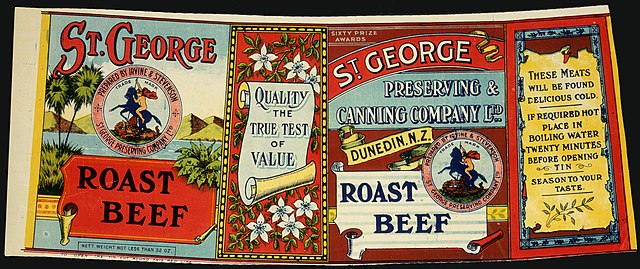 ST. GEORGE
PREPARED BY IRVINE & STEVENSON
TRADE MARK
ST GEORGE PRESERVING COMPANY LTD
ROAST
BEEF
NETT WEIGHT NOT LESS THAN 32 OZ.
QUALITY
THE
TRUE TEST
OF
VALUE
SIXTY PRIZE
AWARDS
ST. GEORGE
PRESERVING &
CANNING COMPANY LTD.
DUNEDIN. N.Z.
PREPARED BY IRVINE & STEVENSON
ST GEORGE PRESERVING COMPANY LTD
ROAST
BEEF
THESE MEATS
WILL BE FOUND
DELICIOUS COLD.
IF REQUIRED HOT
PLACE IN
BOILING WATER
TWENTY MINUTES
BEFORE OPENING
TIN
SEASON TO YOUR
TASTE.